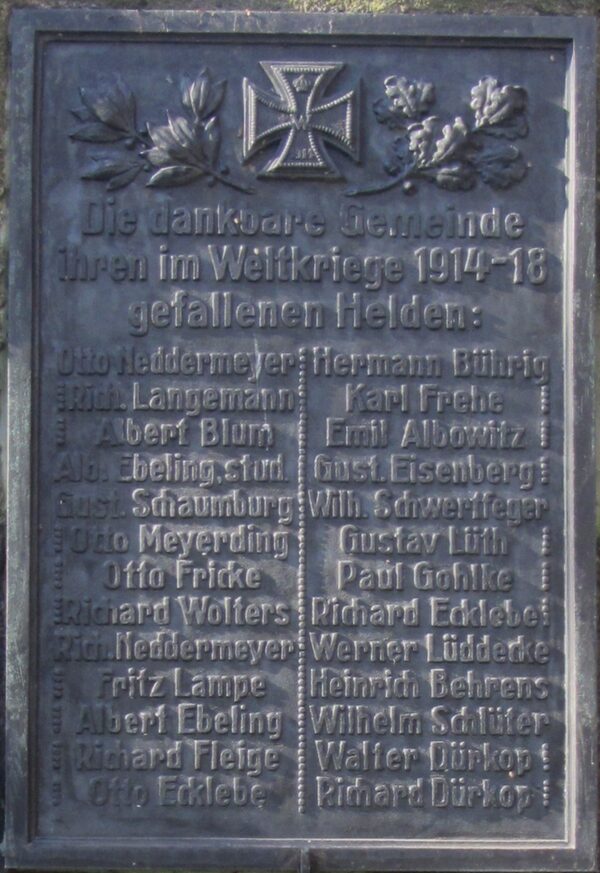 W
Die dankbare Gemeinde
ihren im Weltkriege 1914-18
gefallenen Helden:
Otto Neddermeyer
Rich. Langemann
Albert Blum
Alb. Ebeling, stud.
Gust. Schaumburg
Otto Meyerding
Otto Fricke
Richard Wolters
Rich. Neddermeyer
Fritz Lampe
Albert Ebeling
Richard Fleige
Otto Ecklebe
Hermann Bührig
Karl Frehe
Emil Albowitz
Gust. Eisenberg
Wilh. Schwertfeger
Gustav Lüth
Paul Gohlke
Richard Ecklebe
Werner Lüddecke
Heinrich Behrens
Wilhelm Schlüter
Walter Dürkop
Richard Dürkop